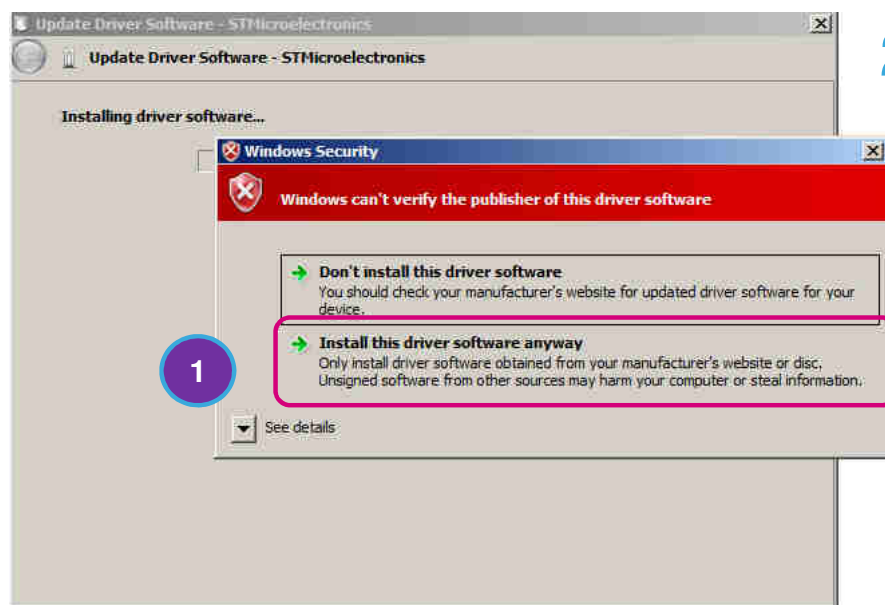 Update Driver Software - STMicroelectronics
Update Driver Software - STMicroelectronics
Installing driver software...
Windows Security
Windows can't verify the publisher of this driver software
Don't install this driver software
You should check your manufacturer's website for updated driver software for your
device.
Install this driver software anyway
Only install driver software obtained from your manufacturer's website or disc.
Unsigned software from other sources may harm your computer or steal information.
1
See details